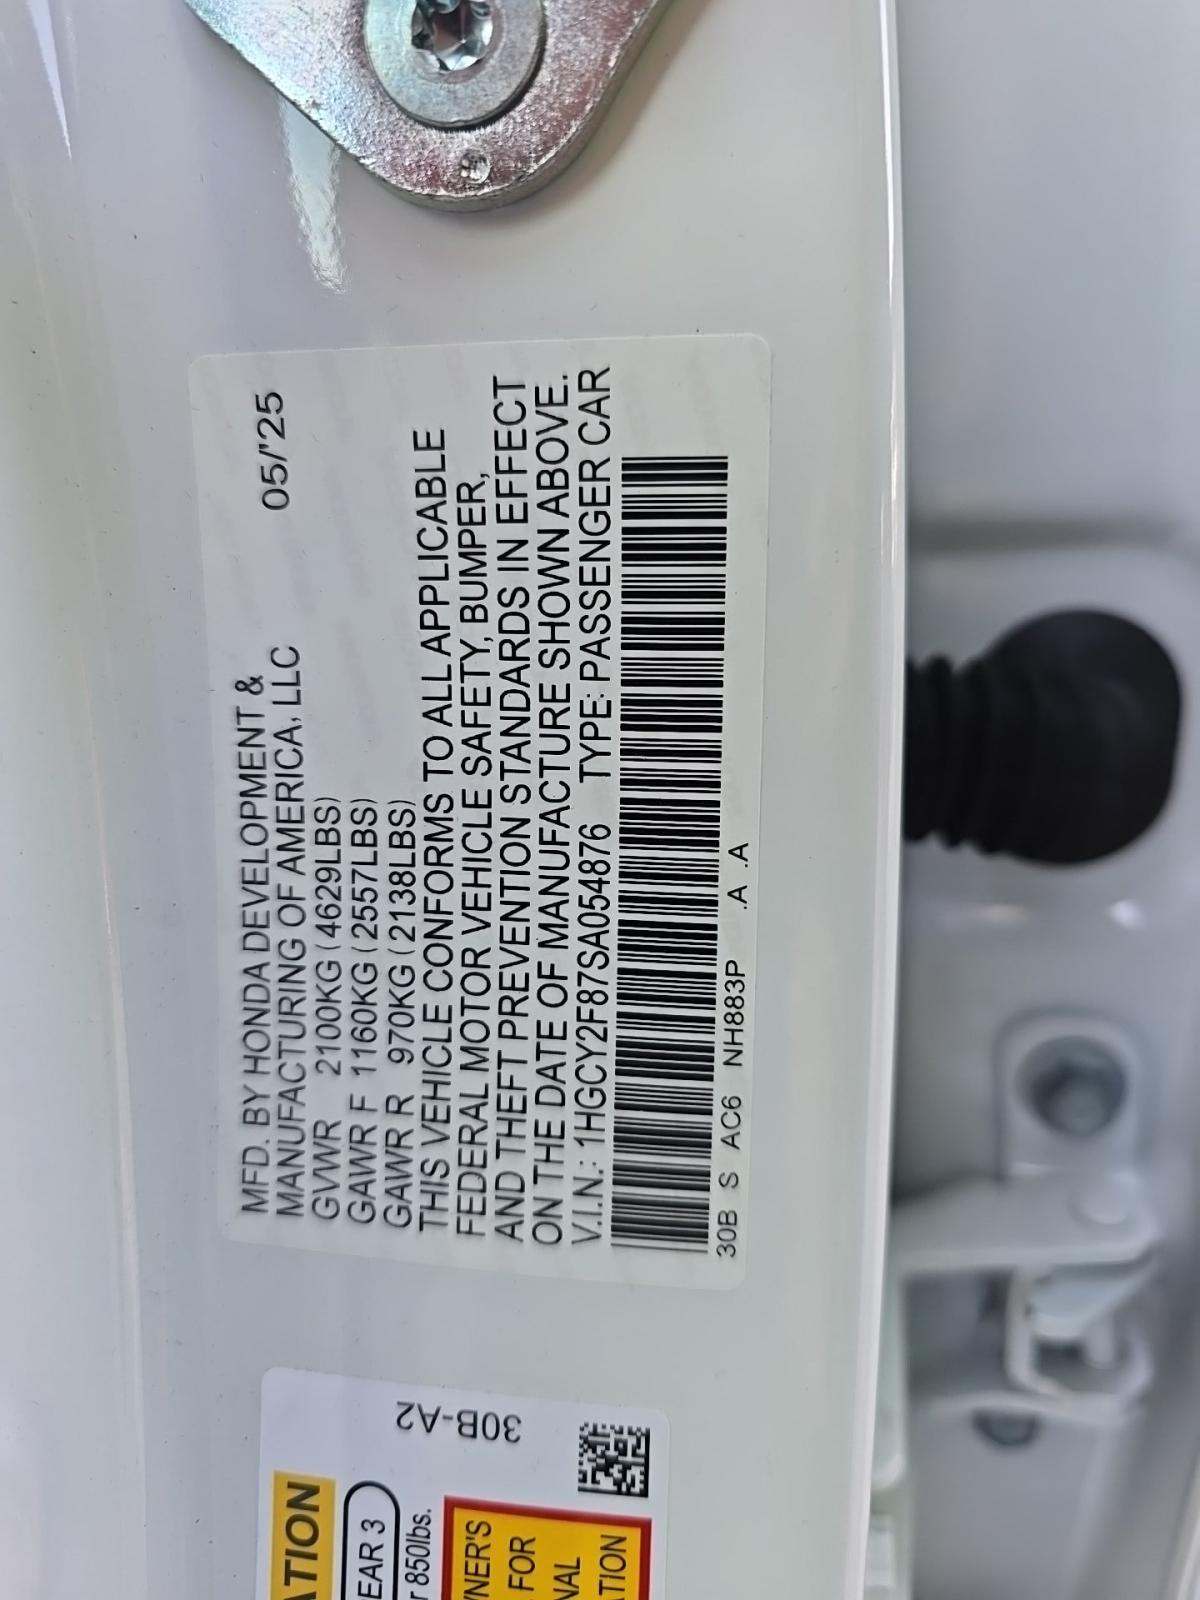 MFD. BY HONDA DEVELOPMENT &
MANUFACTURING OF AMERICA, LLC 05/'25
GVWR 2100KG (4629LBS)
GAWR F 1160KG (2557LBS)
GAWR R 970KG (2138LBS)
THIS VEHICLE CONFORMS TO ALL APPLICABLE
FEDERAL MOTOR VEHICLE SAFETY, BUMPER,
AND THEFT PREVENTION STANDARDS IN EFFECT
ON THE DATE OF MANUFACTURE SHOWN ABOVE.
V.I.N.: 1HGCY2F87SA054876 TYPE: PASSENGER CAR
30B S AC6 NH883P .A .A
30B-A2
ATION
EAR 3
r 850lbs.
NER'S
FOR
NAL
TION